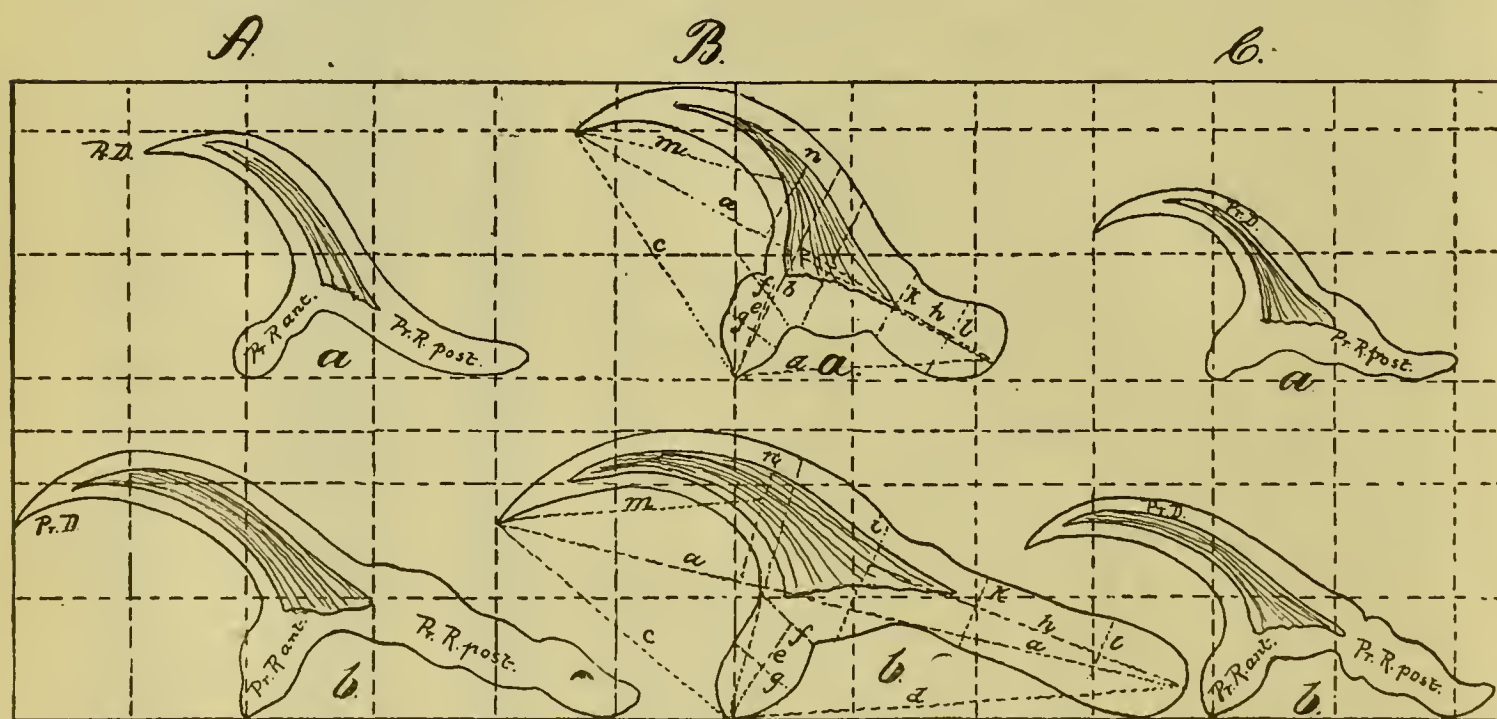 A. B. C.
Pr. D.
Pr. R ant.
Pr. R. post.
a
m
n
a
c
f
b
e
g
k
h
l
d
a.
Pr. D.
Pr. R. post.
a
Pr. D
Pr. R ant.
Pr. R. post.
b.
n
m
i
a
k
c
f
e
g.
h
a
l
b.
d
Pr. D.
Pr. R ant.
Pr. R. post.
b.